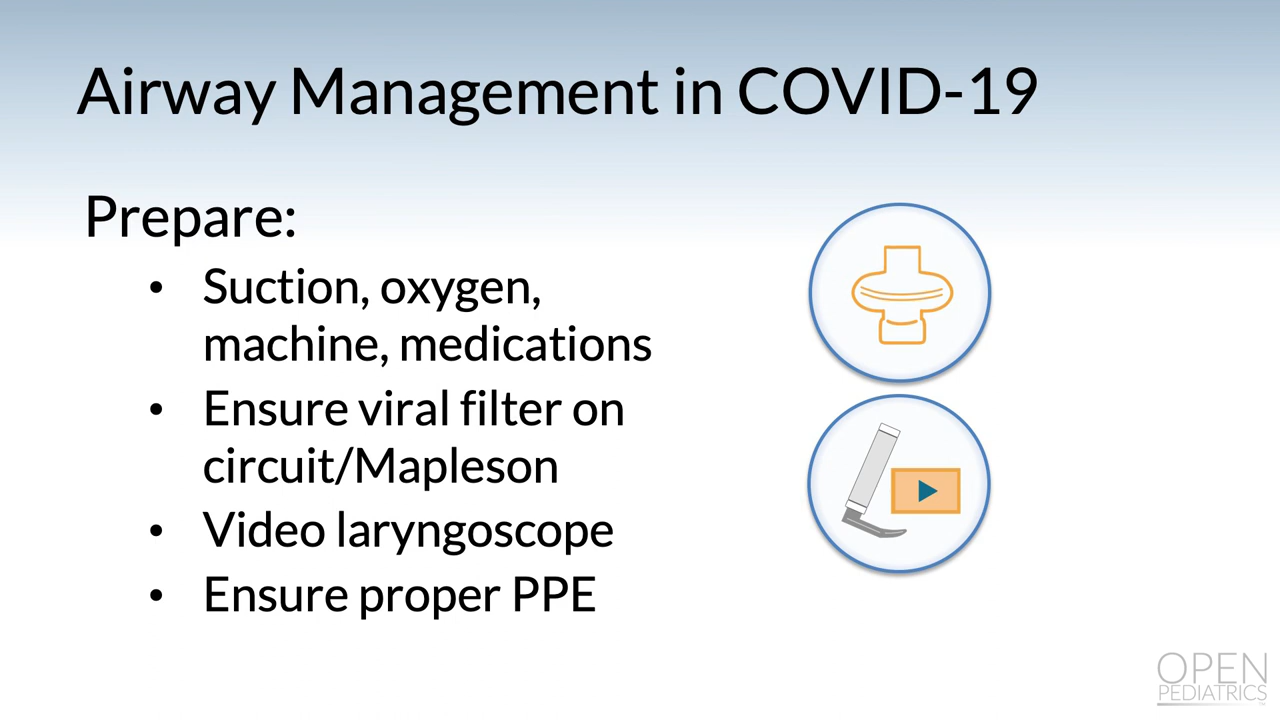 Airway Management in COVID-19
Prepare:
• Suction, oxygen,
machine, medications
• Ensure viral filter on
circuit/Mapleson
• Video laryngoscope
• Ensure proper PPE
OPEN
PEDIATRICS